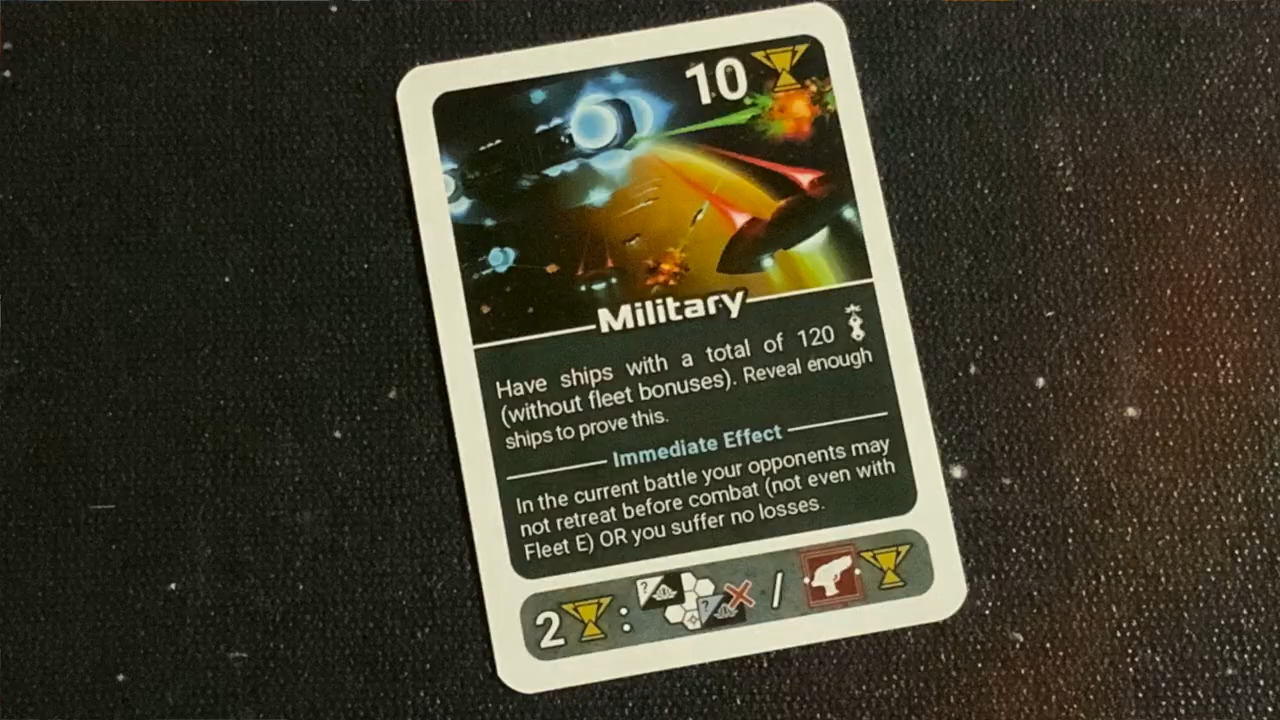 10
Military
Have ships with a total of 120
(without fleet bonuses). Reveal enough
ships to prove this.
Immediate Effect
In the current battle your opponents may
not retreat before combat (not even with
Fleet E) OR you suffer no losses.
2 : ? ? /